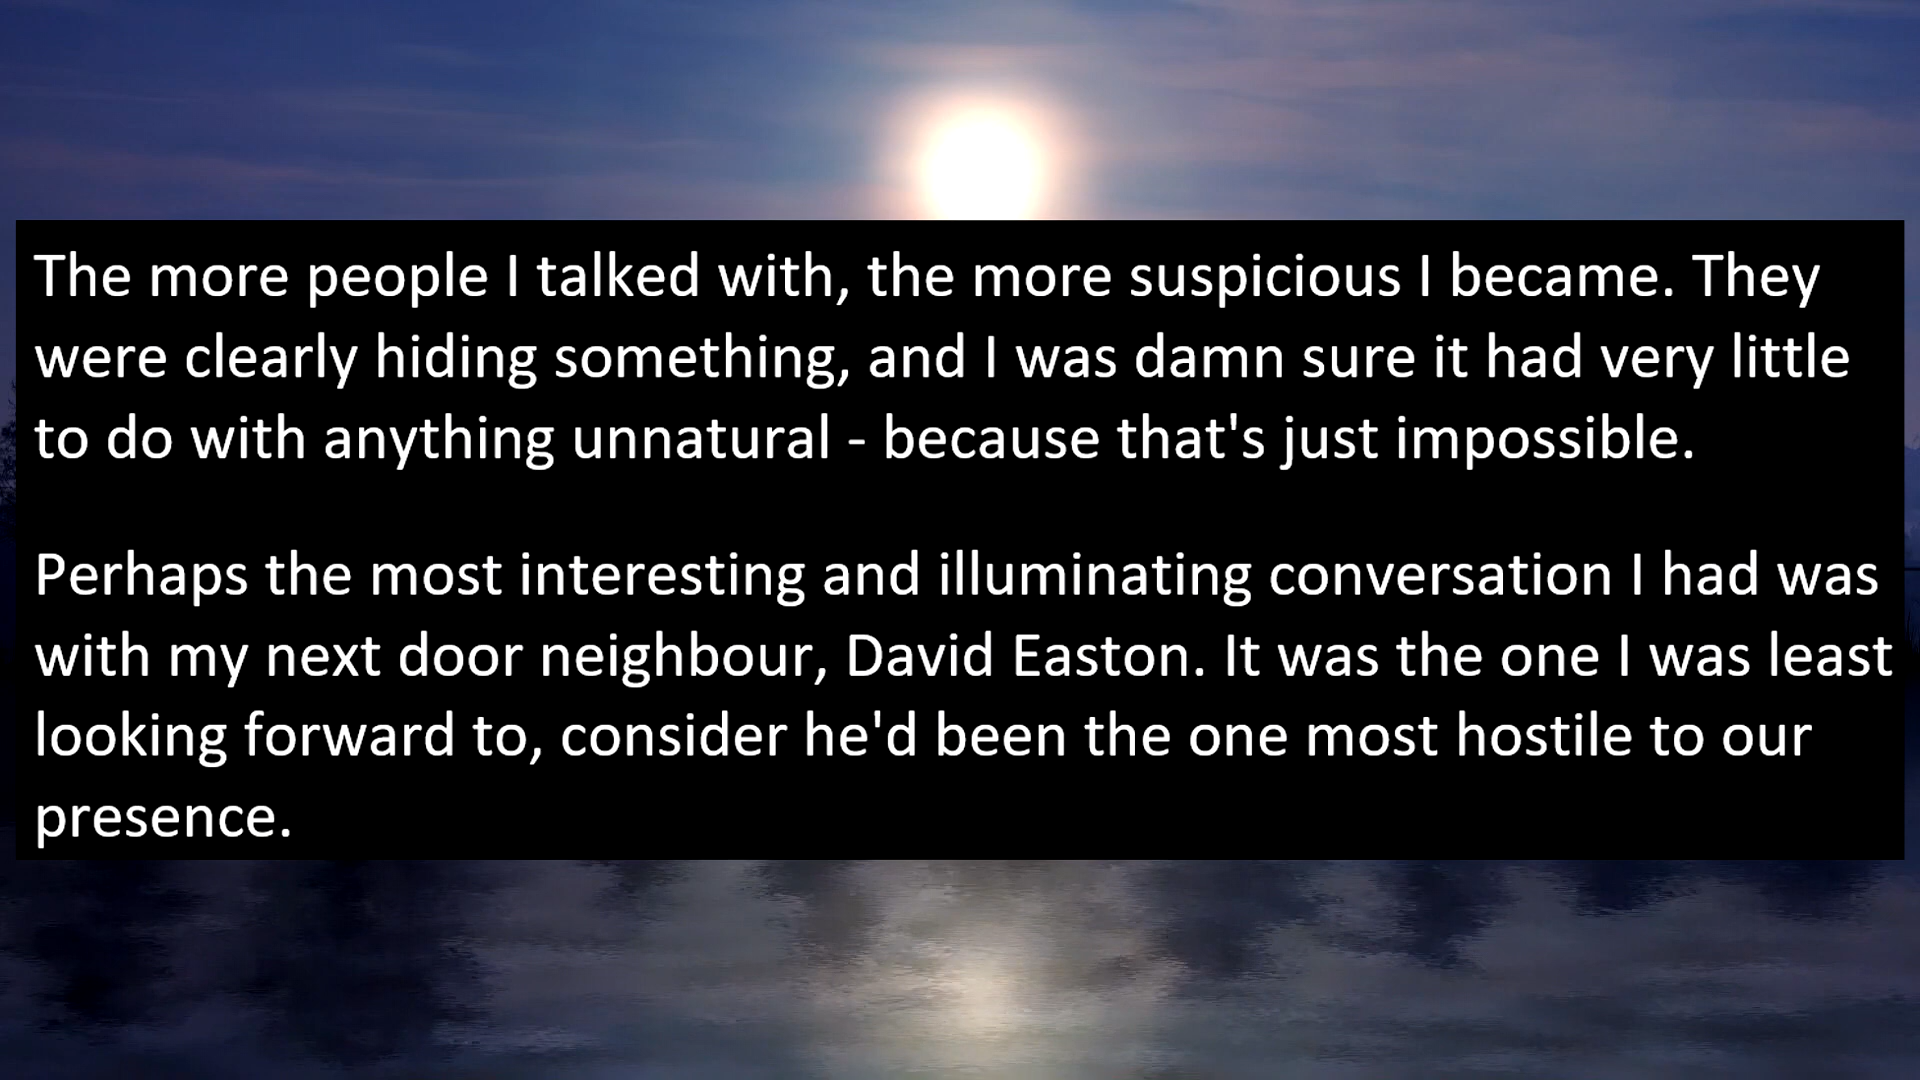 The more people I talked with, the more suspicious I became. They
were clearly hiding something, and I was damn sure it had very little
to do with anything unnatural - because that's just impossible.
Perhaps the most interesting and illuminating conversation I had was
with my next door neighbour, David Easton. It was the one I was least
looking forward to, consider he'd been the one most hostile to our
presence.